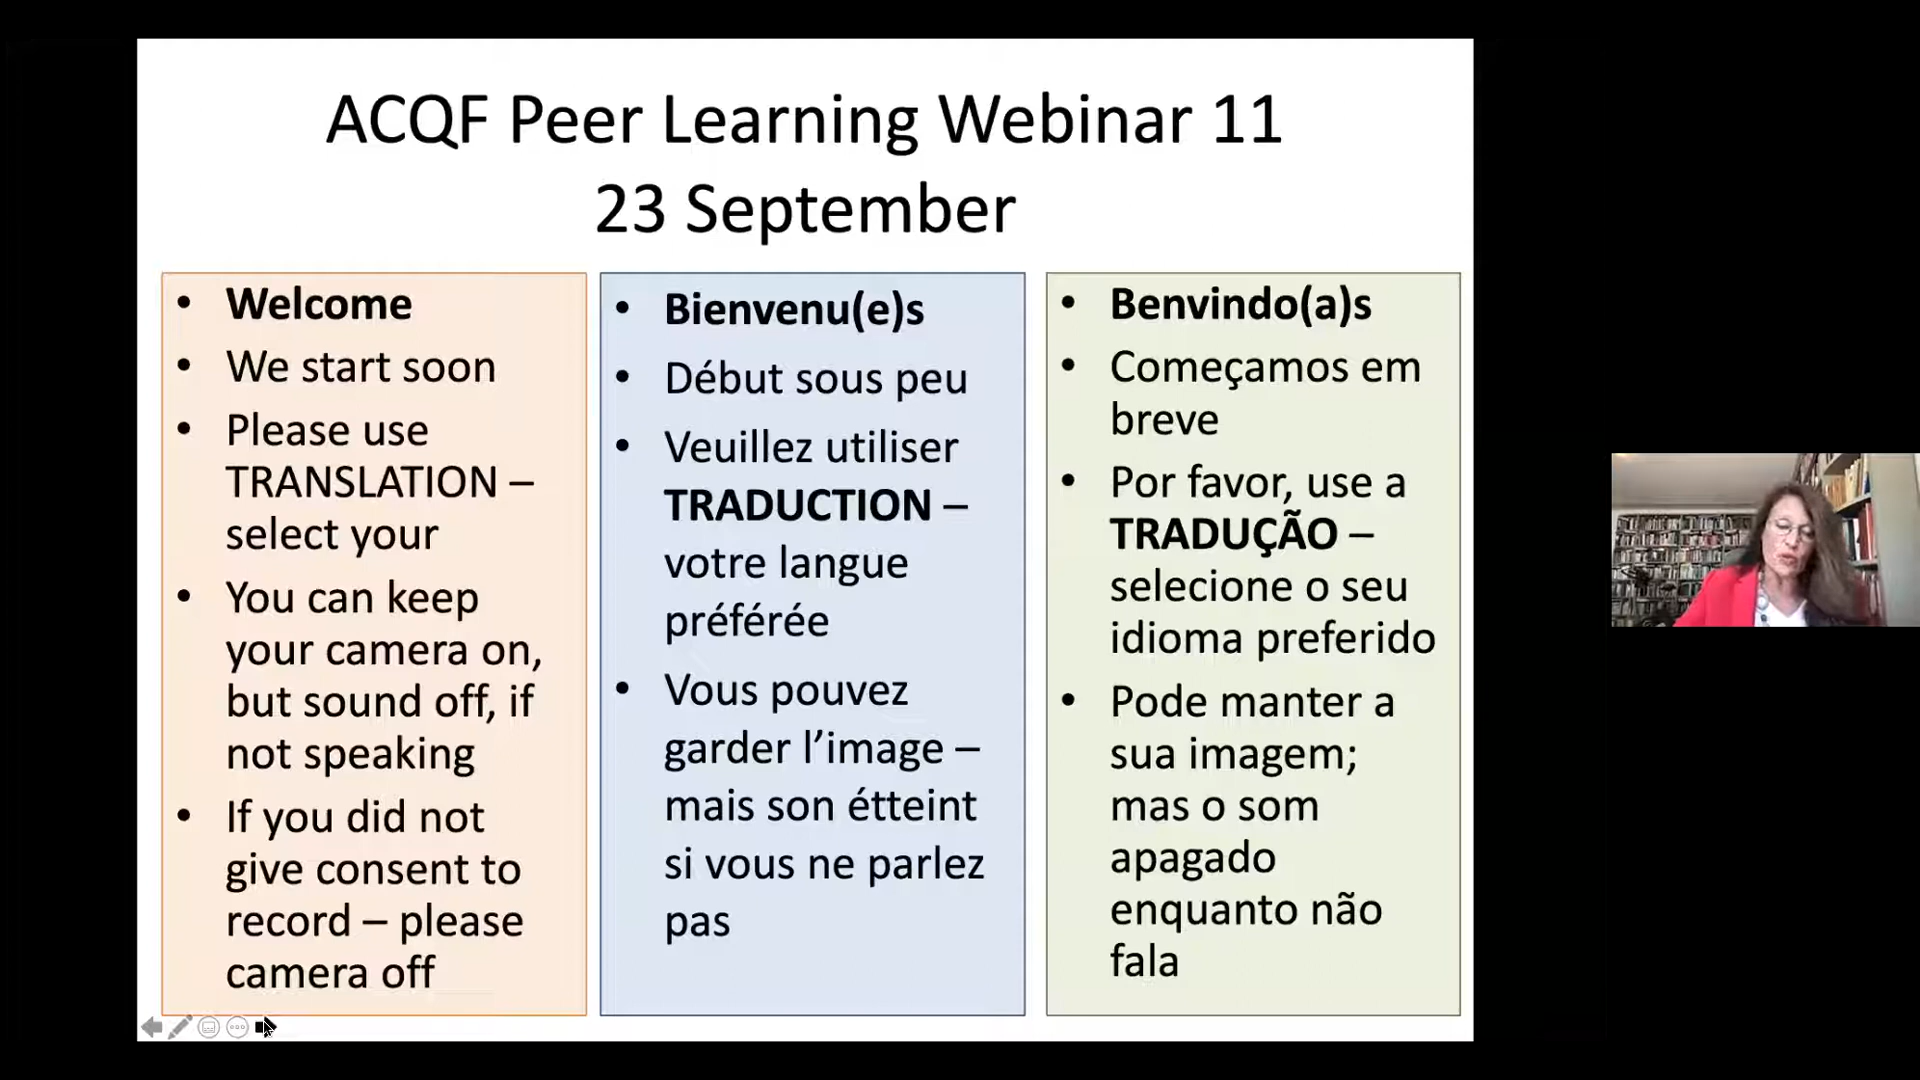 ACQF Peer Learning Webinar 11
23 September
• Welcome
• We start soon
• Please use
TRANSLATION –
select your
• You can keep
your camera on,
but sound off, if
not speaking
• If you did not
give consent to
record – please
camera off
• Bienvenu(e)s
• Début sous peu
• Veuillez utiliser
TRADUCTION –
votre langue
préférée
• Vous pouvez
garder l’image –
mais son étteint
si vous ne parlez
pas
• Benvindo(a)s
• Começamos em
breve
• Por favor, use a
TRADUÇÃO –
selecione o seu
idioma preferido
• Pode manter a
sua imagem;
mas o som
apagado
enquanto não
fala